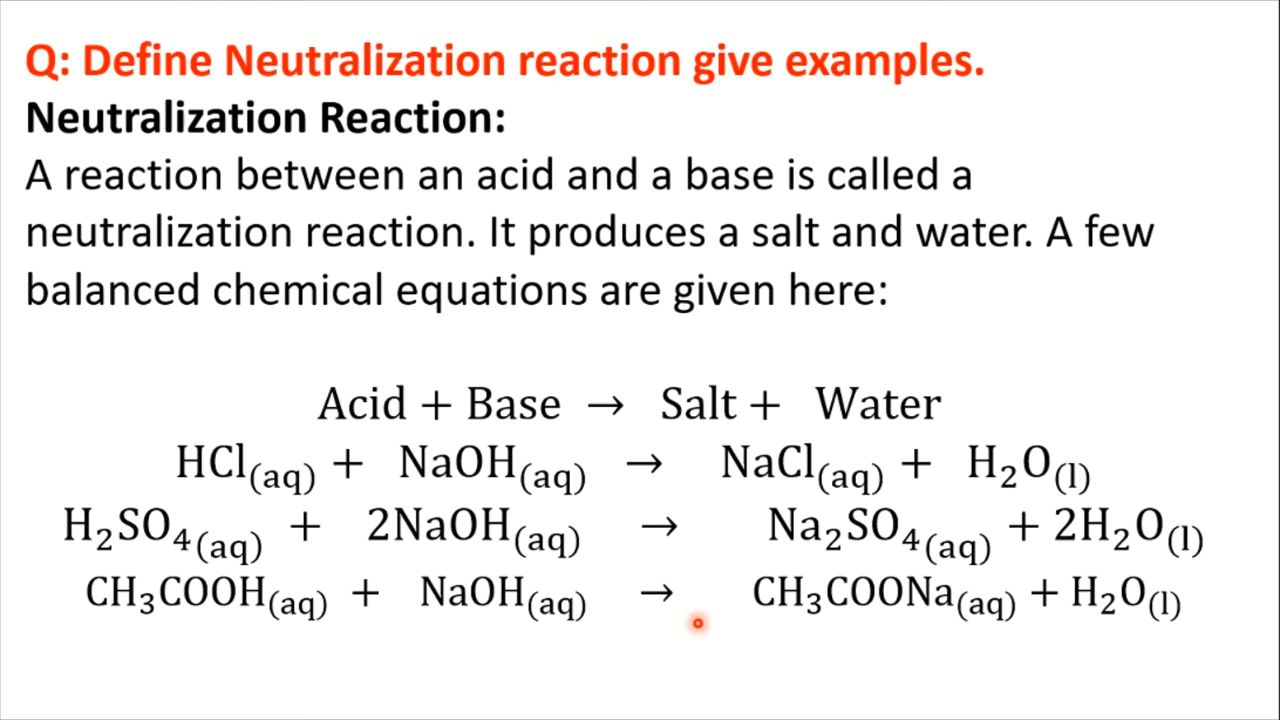 Q: Define Neutralization reaction give examples.
Neutralization Reaction:
A reaction between an acid and a base is called a
neutralization reaction. It produces a salt and water. A few
balanced chemical equations are given here:
Acid + Base → Salt + Water
HCl(aq) + NaOH(aq) → NaCl(aq) + H₂O(l)
H₂SO₄(aq) + 2NaOH(aq) → Na₂SO₄(aq) + 2H₂O(l)
CH₃COOH(aq) + NaOH(aq) → CH₃COONa(aq) + H₂O(l)